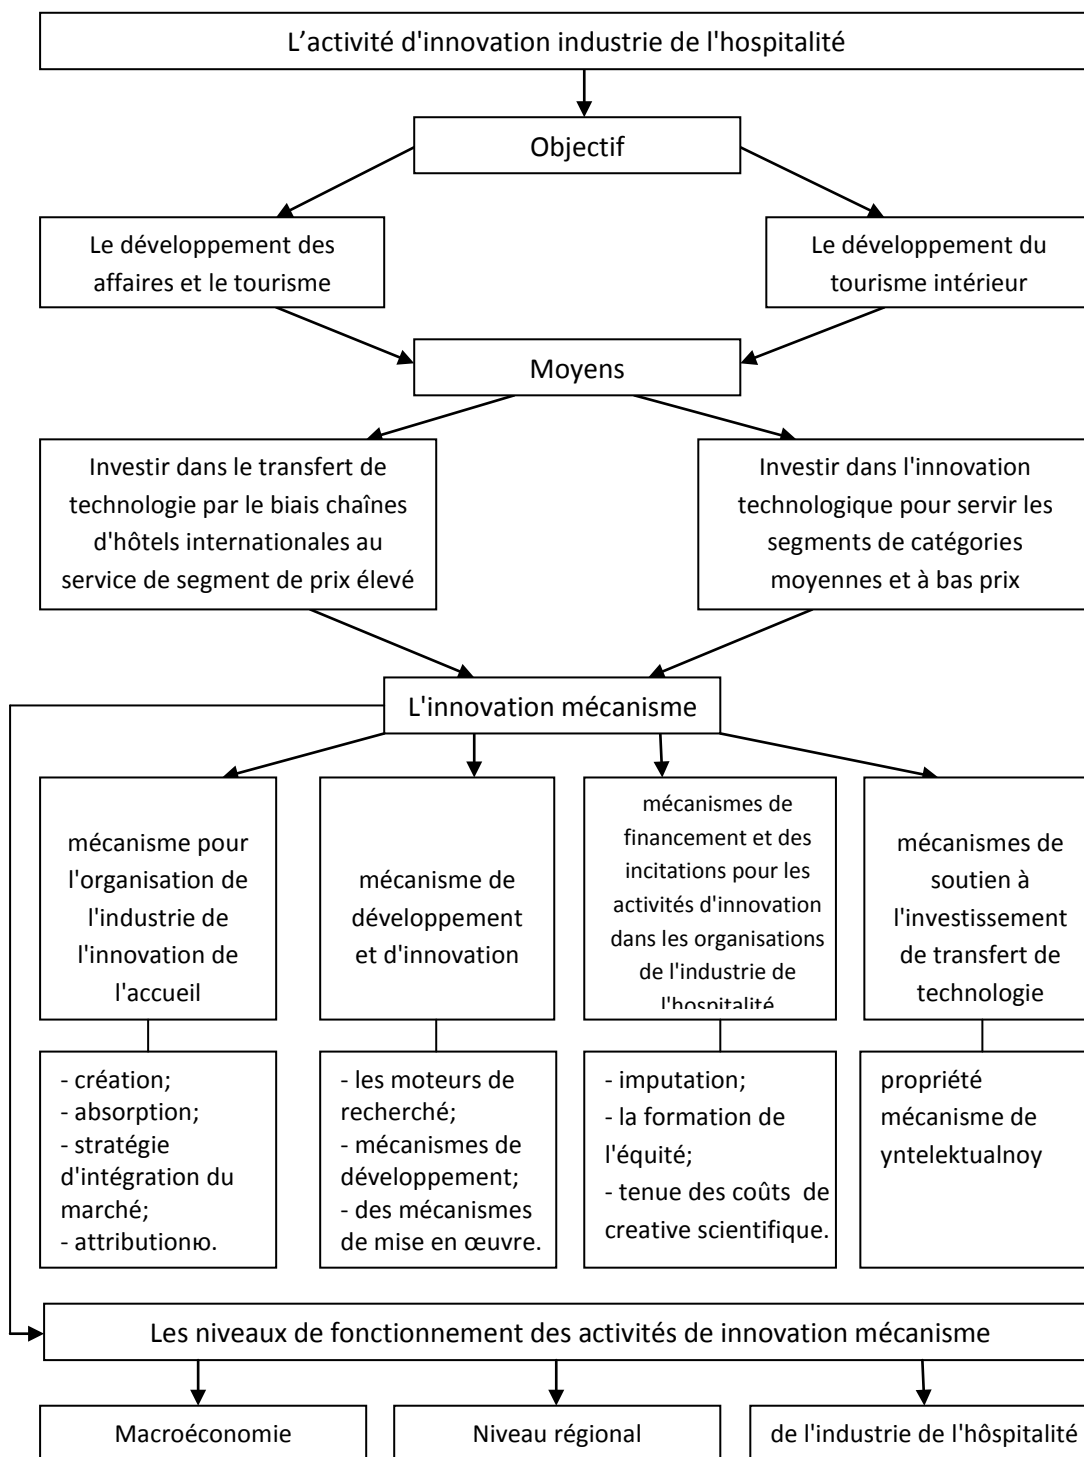 L’activité d'innovation industrie de l'hospitalité
Objectif
Le développement des
affaires et le tourisme
Le développement du
tourisme intérieur
Moyens
Investir dans le transfert de
technologie par le biais chaînes
d'hôtels internationales au
service de segment de prix élevé
Investir dans l'innovation
technologique pour servir les
segments de catégories
moyennes et à bas prix
L'innovation mécanisme
mécanisme pour
l'organisation de
l'industrie de
l'innovation de
l'accueil
mécanisme de
développement
et d'innovation
mécanismes de
financement et des
incitations pour les
activités d'innovation
dans les organisations
de l'industrie de
l'hospitalité
mécanismes de
soutien à
l'investissement
de transfert de
technologie
- création;
- absorption;
- stratégie
d'intégration du
marché;
- attributionю.
- les moteurs de
recherché;
- mécanismes de
développement;
- des mécanismes
de mise en œuvre.
- imputation;
- la formation de
l'équité;
- tenue des coûts de
creative scientifique.
propriété
mécanisme de
yntelektualnoy
Les niveaux de fonctionnement des activités de innovation mécanisme
Macroéconomie
Niveau régional
de l'industrie de l'hôspitalité